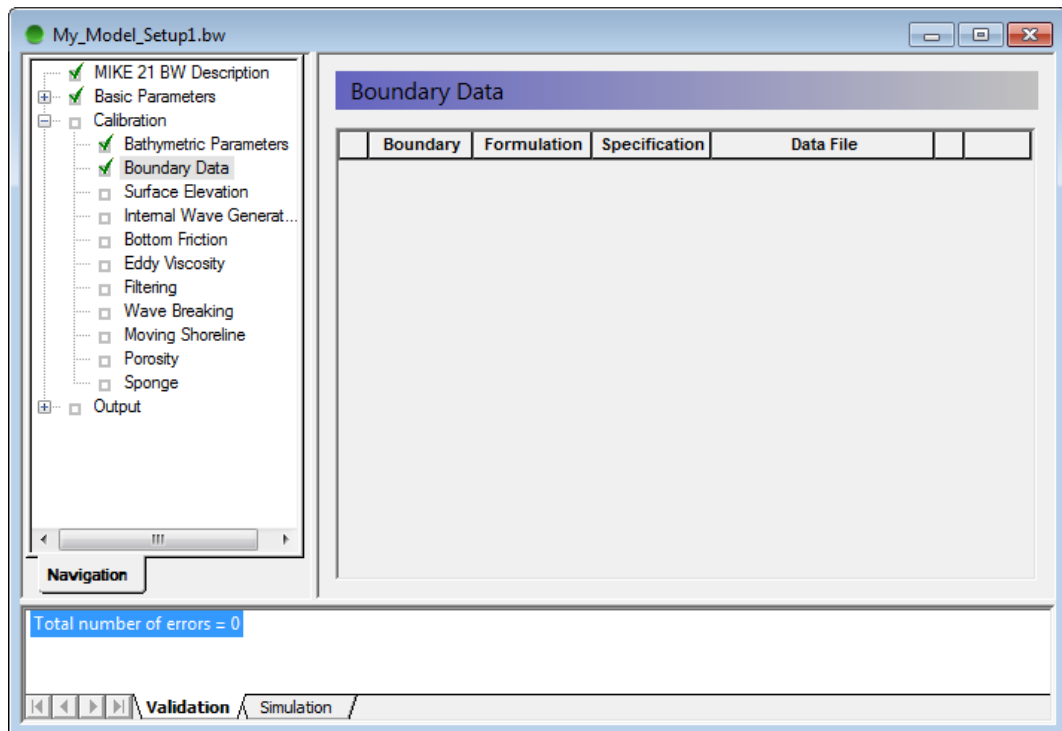 My_Model_Setup1.bw
MIKE 21 BW Description
Basic Parameters
Calibration
Bathymetric Parameters
Boundary Data
Surface Elevation
Internal Wave Generat...
Bottom Friction
Eddy Viscosity
Filtering
Wave Breaking
Moving Shoreline
Porosity
Sponge
Output
Navigation
Boundary Data
Boundary Formulation Specification Data File
Total number of errors = 0
Validation Simulation